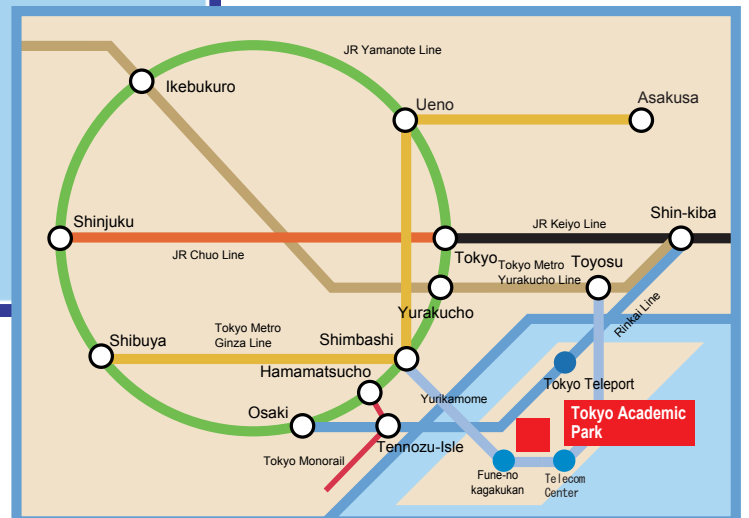 JR Yamanote Line
Ikebukuro
Ueno
Asakusa
Shinjuku
JR Chuo Line
JR Keiyo Line
Shin-kiba
Tokyo
Tokyo Metro
Yurakucho Line
Toyosu
Yurakucho
Rinkai Line
Shibuya
Tokyo Metro
Ginza Line
Shimbashi
Hamamatsucho
Yurikamome
Tokyo Teleport
Osaki
Tennozu-Isle
Tokyo Academic
Park
Tokyo Monorail
Fune-no
kagakukan
Telecom
Center